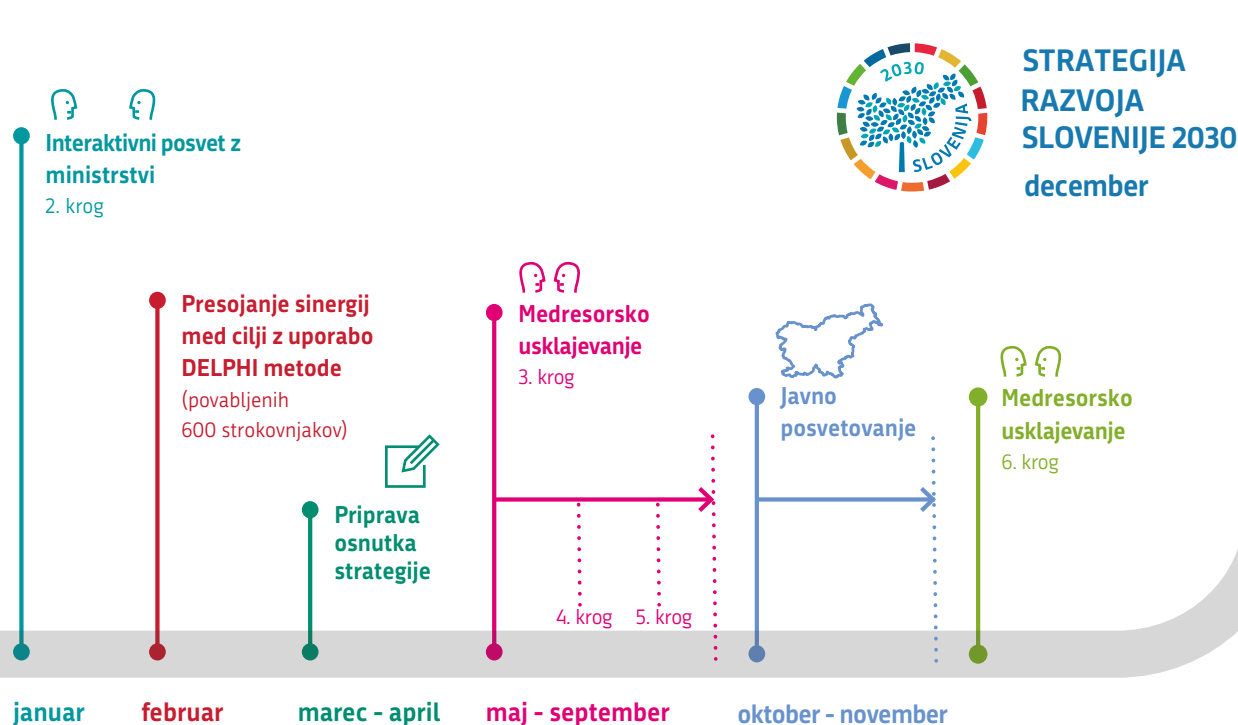 2030
SLOVENIJA
STRATEGIJA
RAZVOJA
SLOVENIJE 2030
december
Interaktivni posvet z
ministrstvi
2. krog
Presojanje sinergij
med cilji z uporabo
DELPHI metode
(povabljenih
600 strokovnjakov)
Priprava
osnutka
strategije
Medresorsko
usklajevanje
3. krog
4. krog
5. krog
Javno
posvetovanje
Medresorsko
usklajevanje
6. krog
januar
februar
marec - april
maj - september
oktober - november